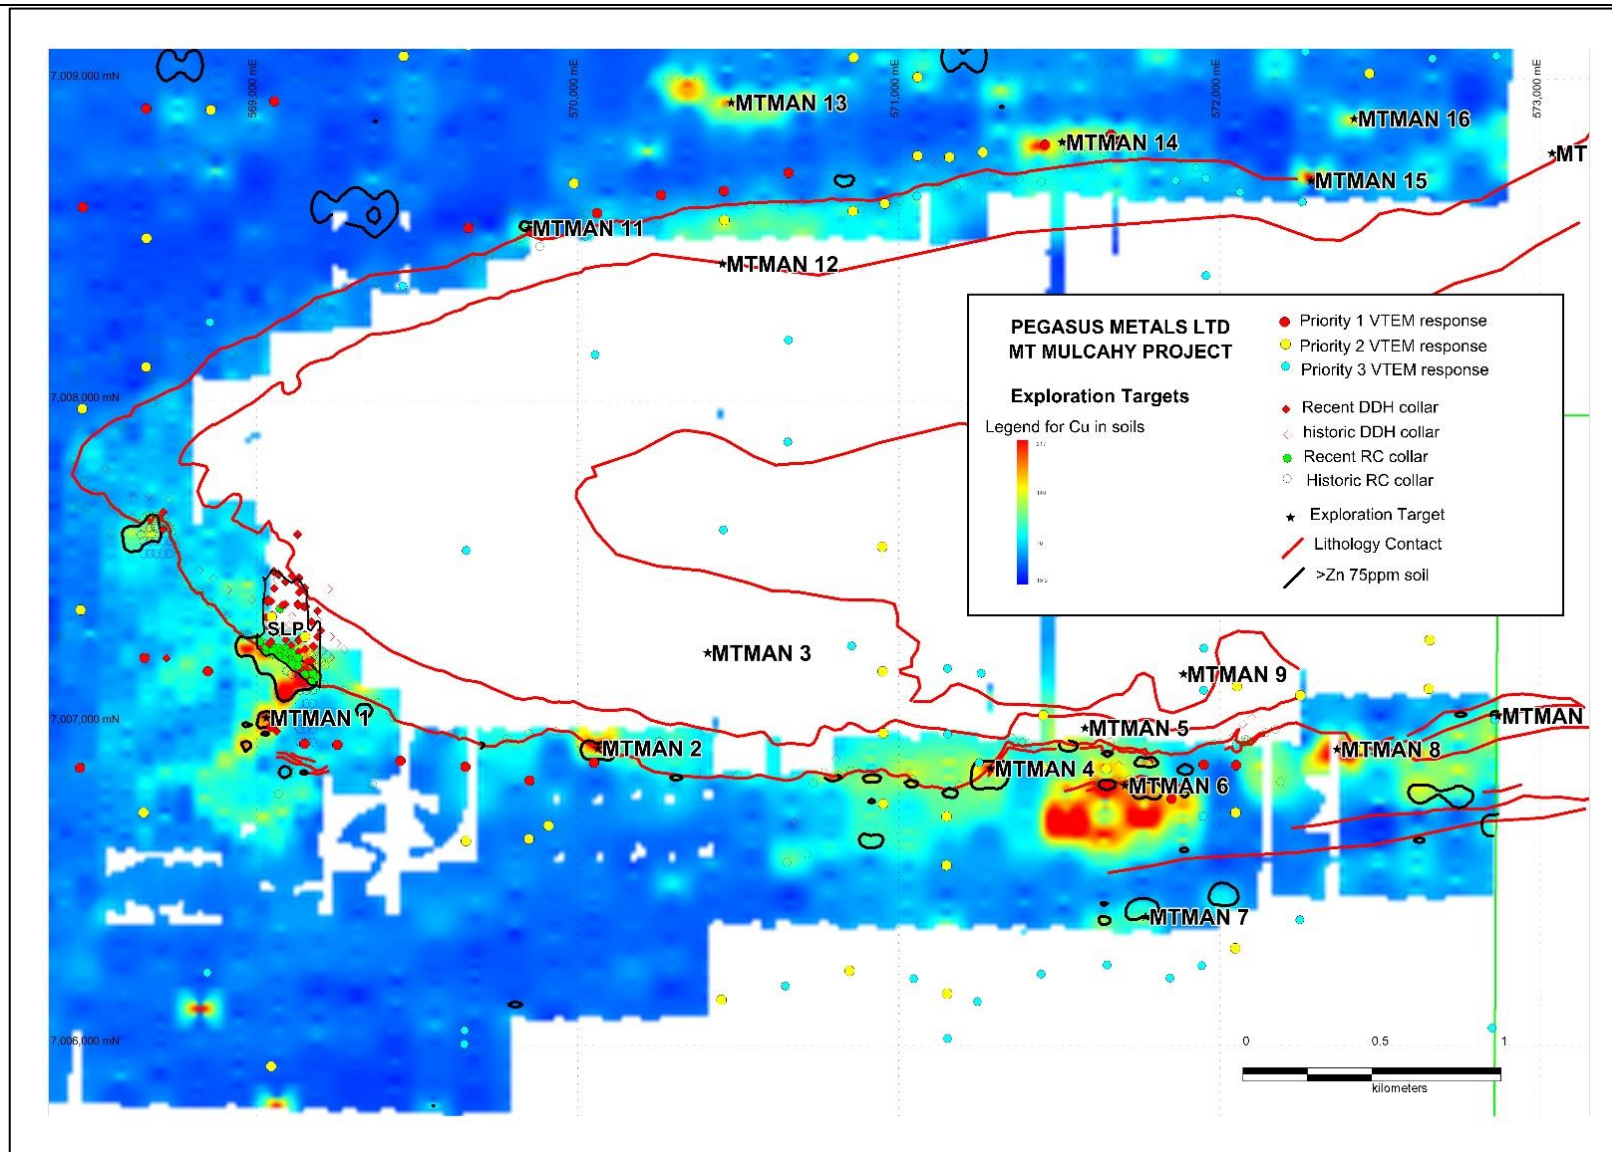 7,009,000 mN
569,000 mE
570,000 mE
571,000 mE
572,000 mE
573,000 mE
MTMAN 13
MTMAN 14
MTMAN 16
MT
MTMAN 15
MTMAN 11
MTMAN 12
PEGASUS METALS LTD
MT MULCAHY PROJECT
Exploration Targets
Legend for Cu in soils
Priority 1 VTEM response
Priority 2 VTEM response
Priority 3 VTEM response
Recent DDH collar
historic DDH collar
Recent RC collar
Historic RC collar
Exploration Target
Lithology Contact
>Zn 75ppm soil
7,008,000 mN
SLP
MTMAN 3
MTMAN 9
7,007,000 mN
MTMAN 1
MTMAN 2
MTMAN 5
MTMAN
MTMAN 8
MTMAN 4
MTMAN 6
MTMAN 7
7,006,000 mN
0 0.5 1
kilometers